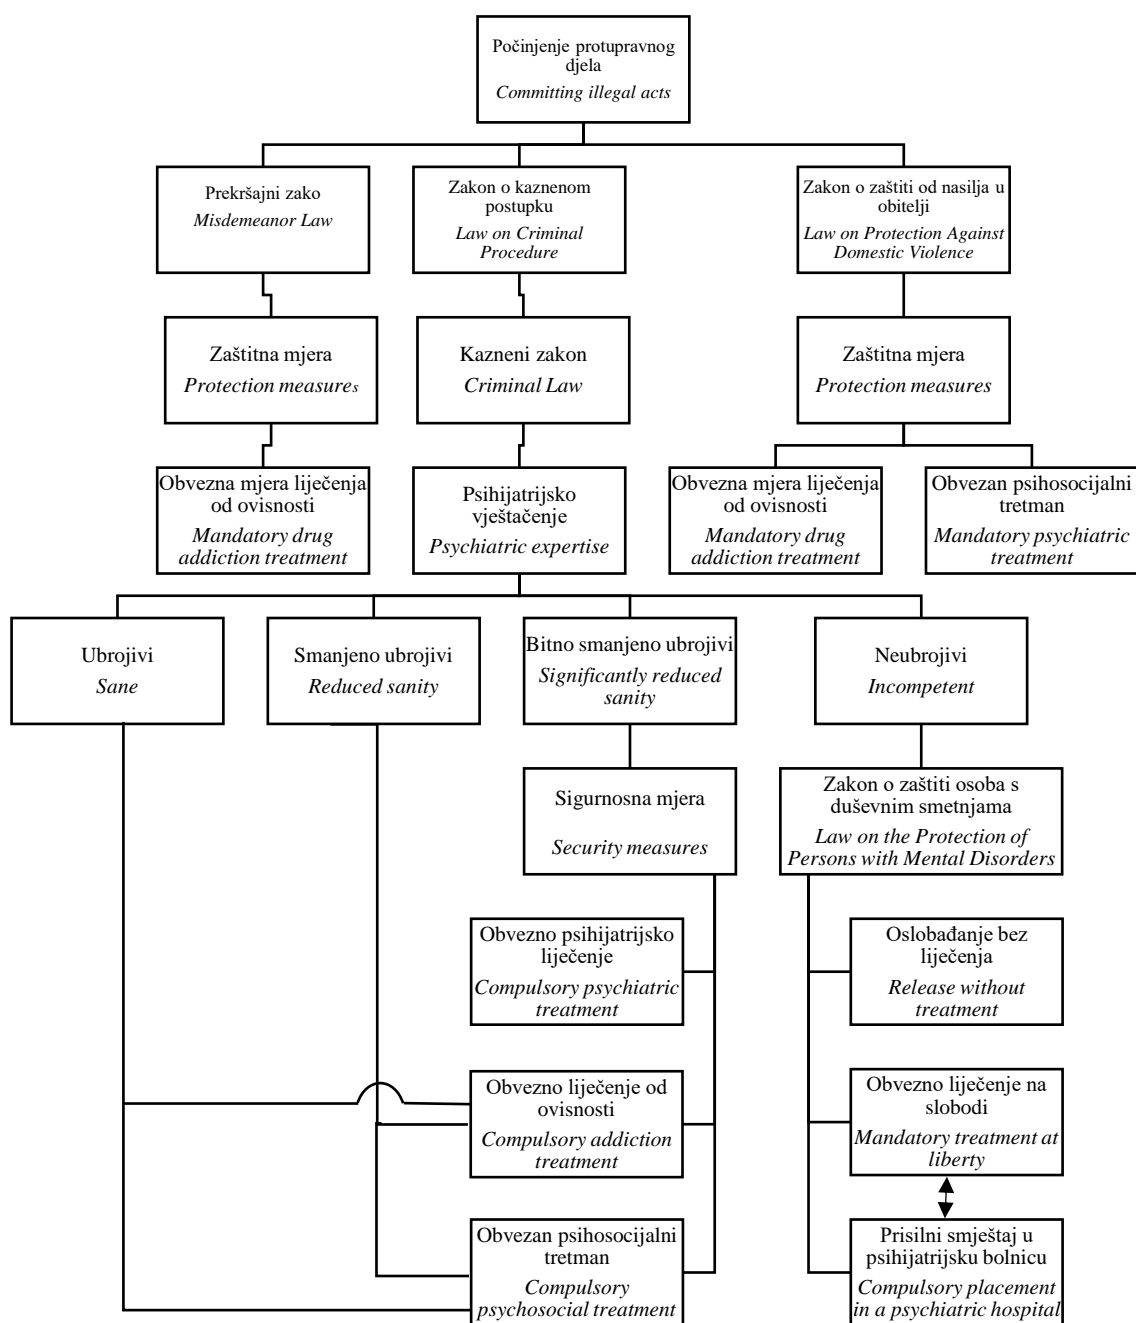 Počinjenje protupravnog
djela
Committing illegal acts
Prekršajni zako
Misdemeanor Law
Zakon o kaznenom
postupku
Law on Criminal
Procedure
Zakon o zaštiti od nasilja u
obitelji
Law on Protection Against
Domestic Violence
Zaštitna mjera
Protection measures
Kazneni zakon
Criminal Law
Zaštitna mjera
Protection measures
Obvezna mjera liječenja
od ovisnosti
Mandatory drug
addiction treatment
Psihijatrijsko
vještačenje
Psychiatric expertise
Obvezna mjera liječenja
od ovisnosti
Mandatory drug
addiction treatment
Obvezan psihosocijalni
tretman
Mandatory psychiatric
treatment
Ubrojivi
Sane
Smanjeno ubrojivi
Reduced sanity
Bitno smanjeno ubrojivi
Significantly reduced
sanity
Neubrojivi
Incompetent
Sigurnosna mjera
Security measures
Zakon o zaštiti osoba s
duševnim smetnjama
Law on the Protection of
Persons with Mental Disorders
Obvezno psihijatrijsko
liječenje
Compulsory psychiatric
treatment
Oslobađanje bez
liječenja
Release without
treatment
Obvezno liječenje od
ovisnosti
Compulsory addiction
treatment
Obvezno liječenje na
slobodi
Mandatory treatment at
liberty
Obvezan psihosocijalni
tretman
Compulsory
psychosocial treatment
Prisilni smještaj u
psihijatrijsku bolnicu
Compulsory placement
in a psychiatric hospital